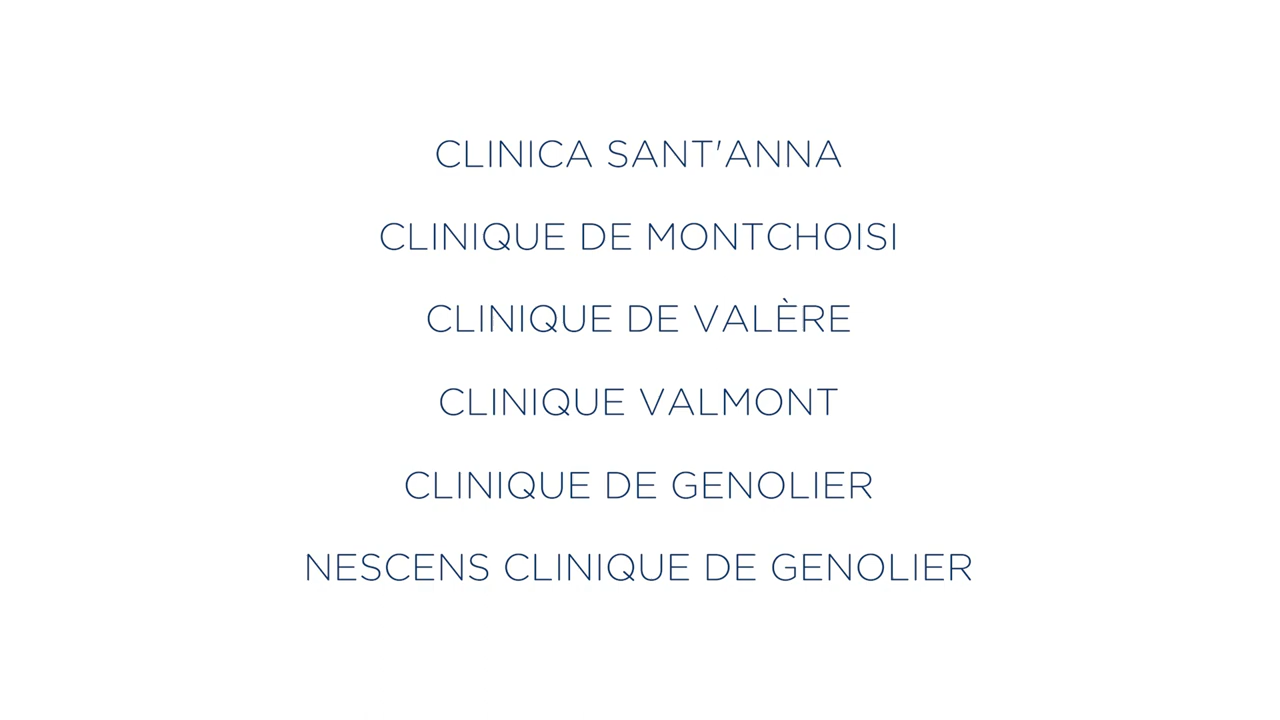 CLINICA SANT'ANNA
CLINIQUE DE MONTCHOISI
CLINIQUE DE VALÈRE
CLINIQUE VALMONT
CLINIQUE DE GENOLIER
NESCENS CLINIQUE DE GENOLIER